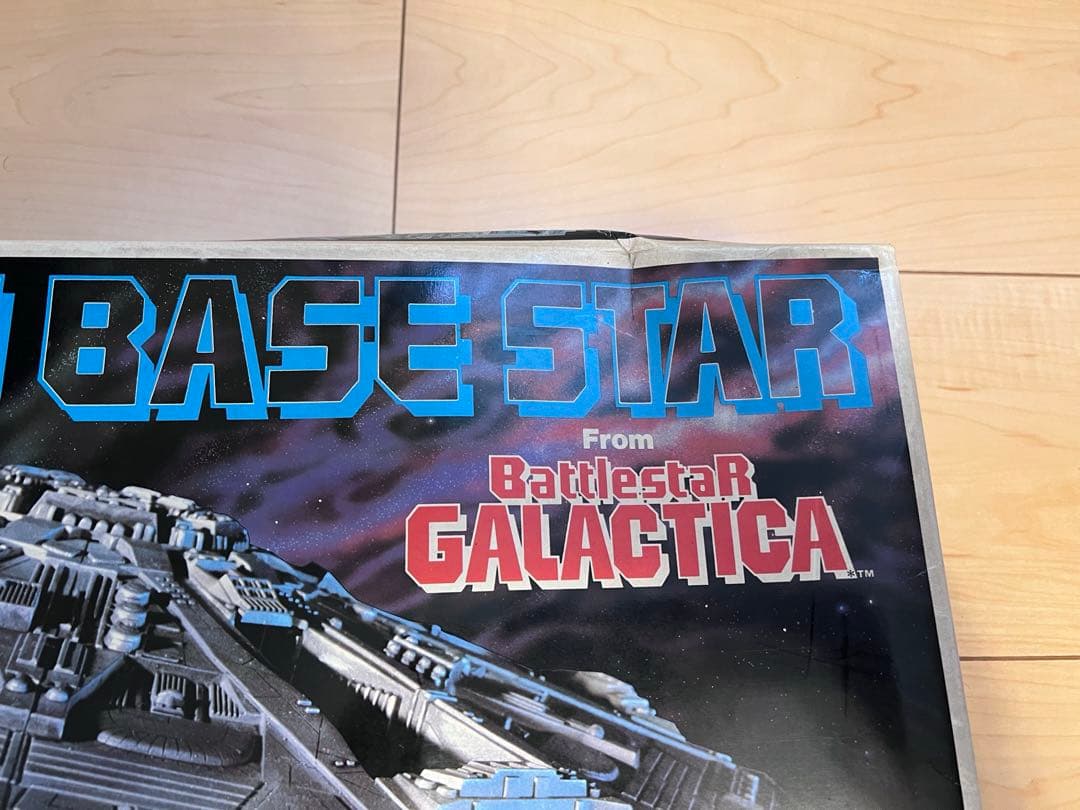 BASE STAR
From
BattlestaR
GALACTICA
*™